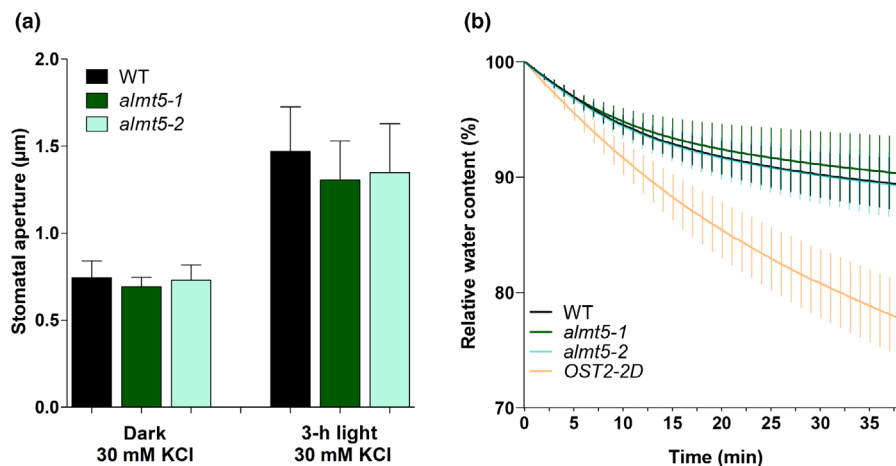 (a)
Stomatal aperture (µm)
2.0
1.5
1.0
0.5
0.0
WT
almt5-1
almt5-2
Dark
30 mM KCl
3-h light
30 mM KCl
(b)
Relative water content (%)
100
90
80
70
WT
almt5-1
almt5-2
OST2-2D
0 5 10 15 20 25 30 35
Time (min)